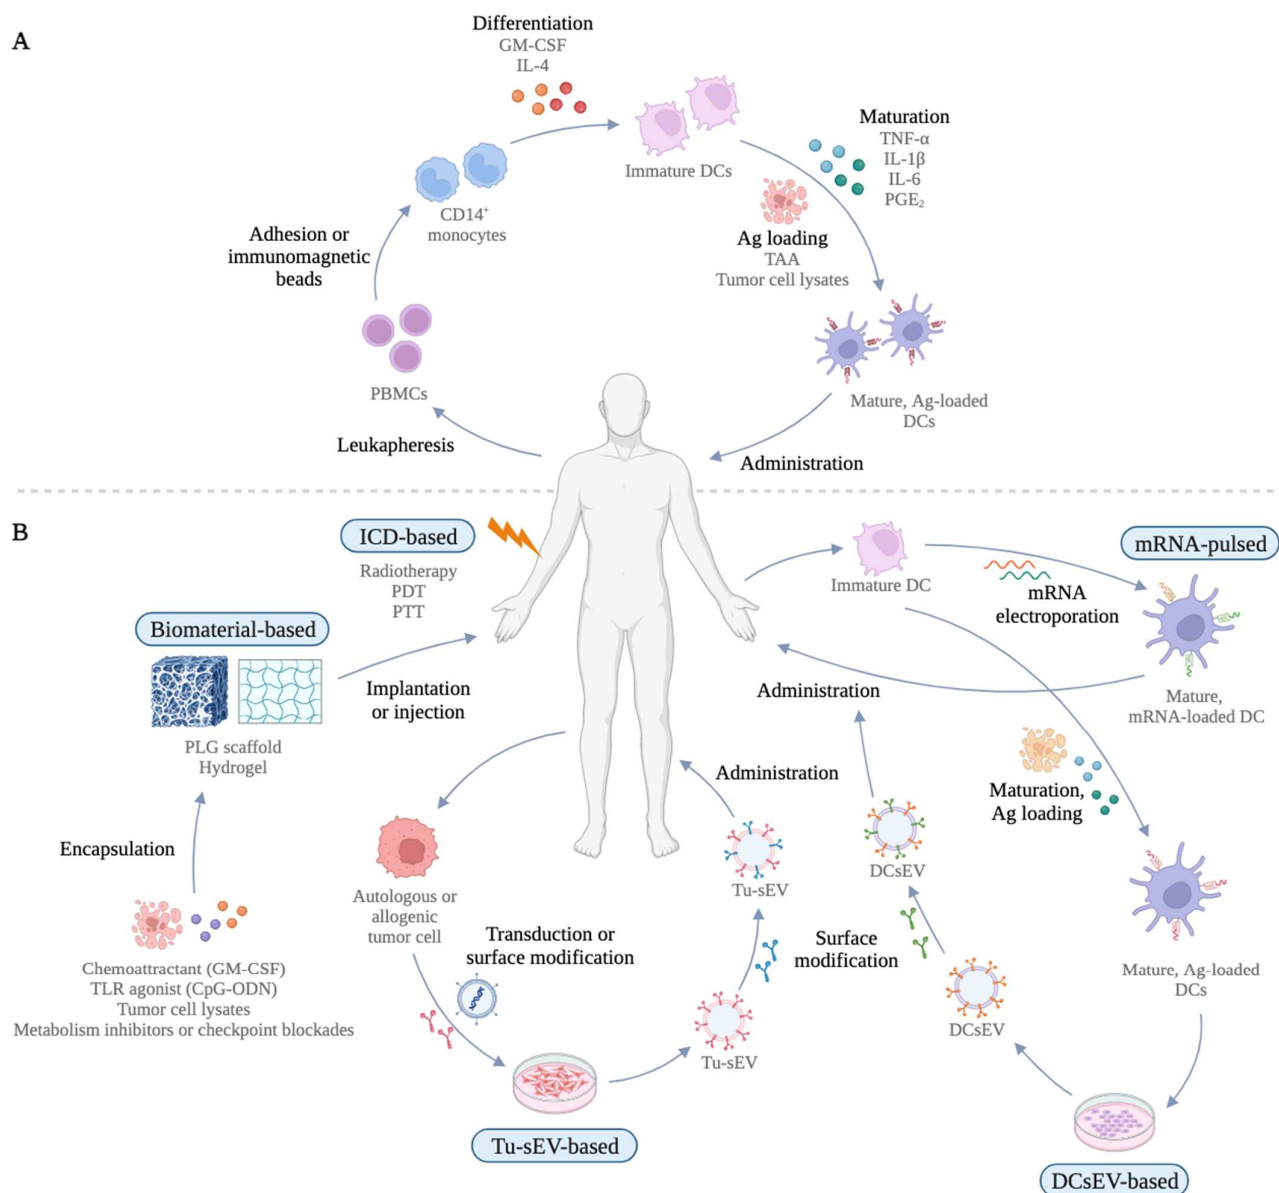 A
Differentiation
GM-CSF
IL-4
Immature DCs
Maturation
TNF-α
IL-1β
IL-6
PGE₂
Ag loading
TAA
Tumor cell lysates
CD14⁺
monocytes
Adhesion or
immunomagnetic
beads
PBMCs
Leukapheresis
Mature, Ag-loaded
DCs
Administration
B
ICD-based
Radiotherapy
PDT
PTT
Biomaterial-based
Implantation
or injection
PLG scaffold
Hydrogel
Encapsulation
Chemoattractant (GM-CSF)
TLR agonist (CpG-ODN)
Tumor cell lysates
Metabolism inhibitors or checkpoint blockades
Autologous or
allogenic
tumor cell
Transduction or
surface modification
Tu-sEV-based
Tu-sEV
Tu-sEV
Administration
Surface
modification
Immature DC
mRNA
electroporation
mRNA-pulsed
Mature,
mRNA-loaded DC
Administration
Maturation,
Ag loading
Mature, Ag-loaded
DCs
DCsEV
DCsEV
DCsEV-based